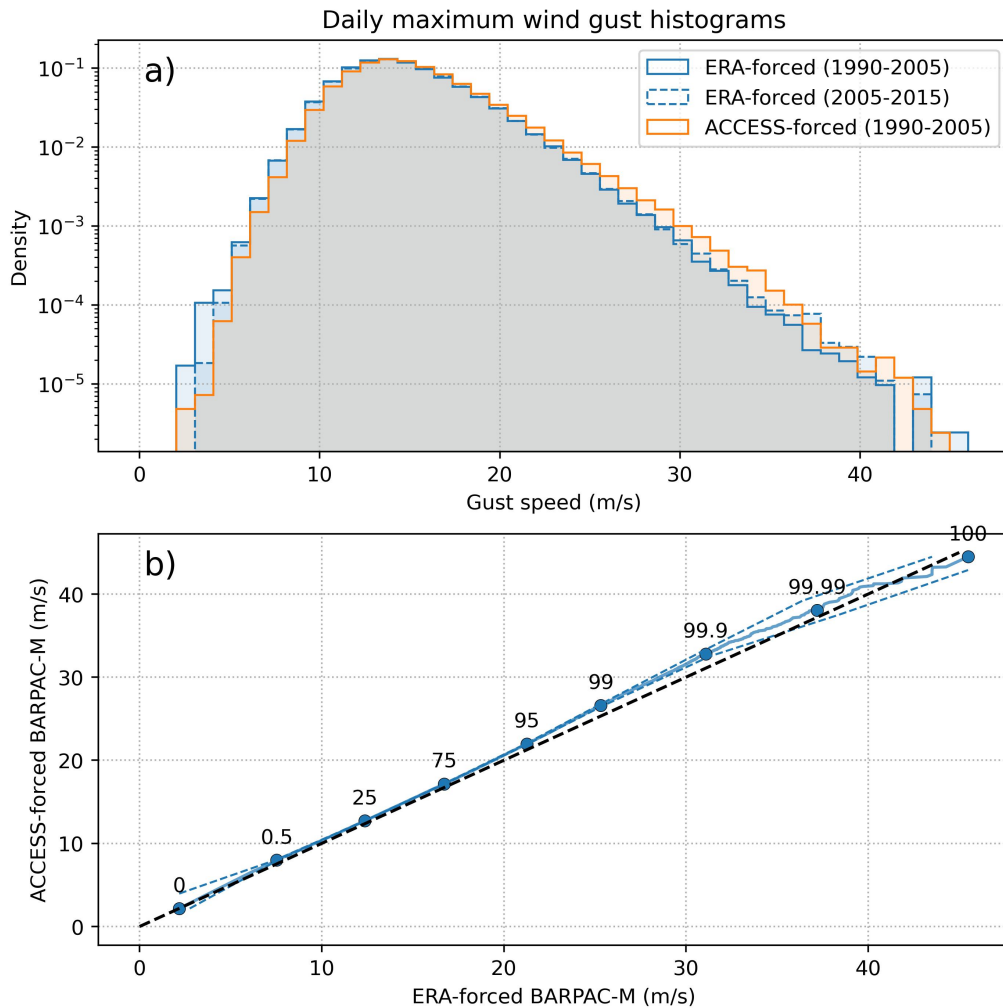 Daily maximum wind gust histograms
a)
ERA-forced (1990-2005)
ERA-forced (2005-2015)
ACCESS-forced (1990-2005)
10⁻¹
10⁻²
10⁻³
10⁻⁴
10⁻⁵
Density
0 10 20 30 40
Gust speed (m/s)
b)
0
0.5
25
75
95
99
99.9
99.99
100
40
30
20
10
0
ACCESS-forced BARPAC-M (m/s)
0 10 20 30 40
ERA-forced BARPAC-M (m/s)